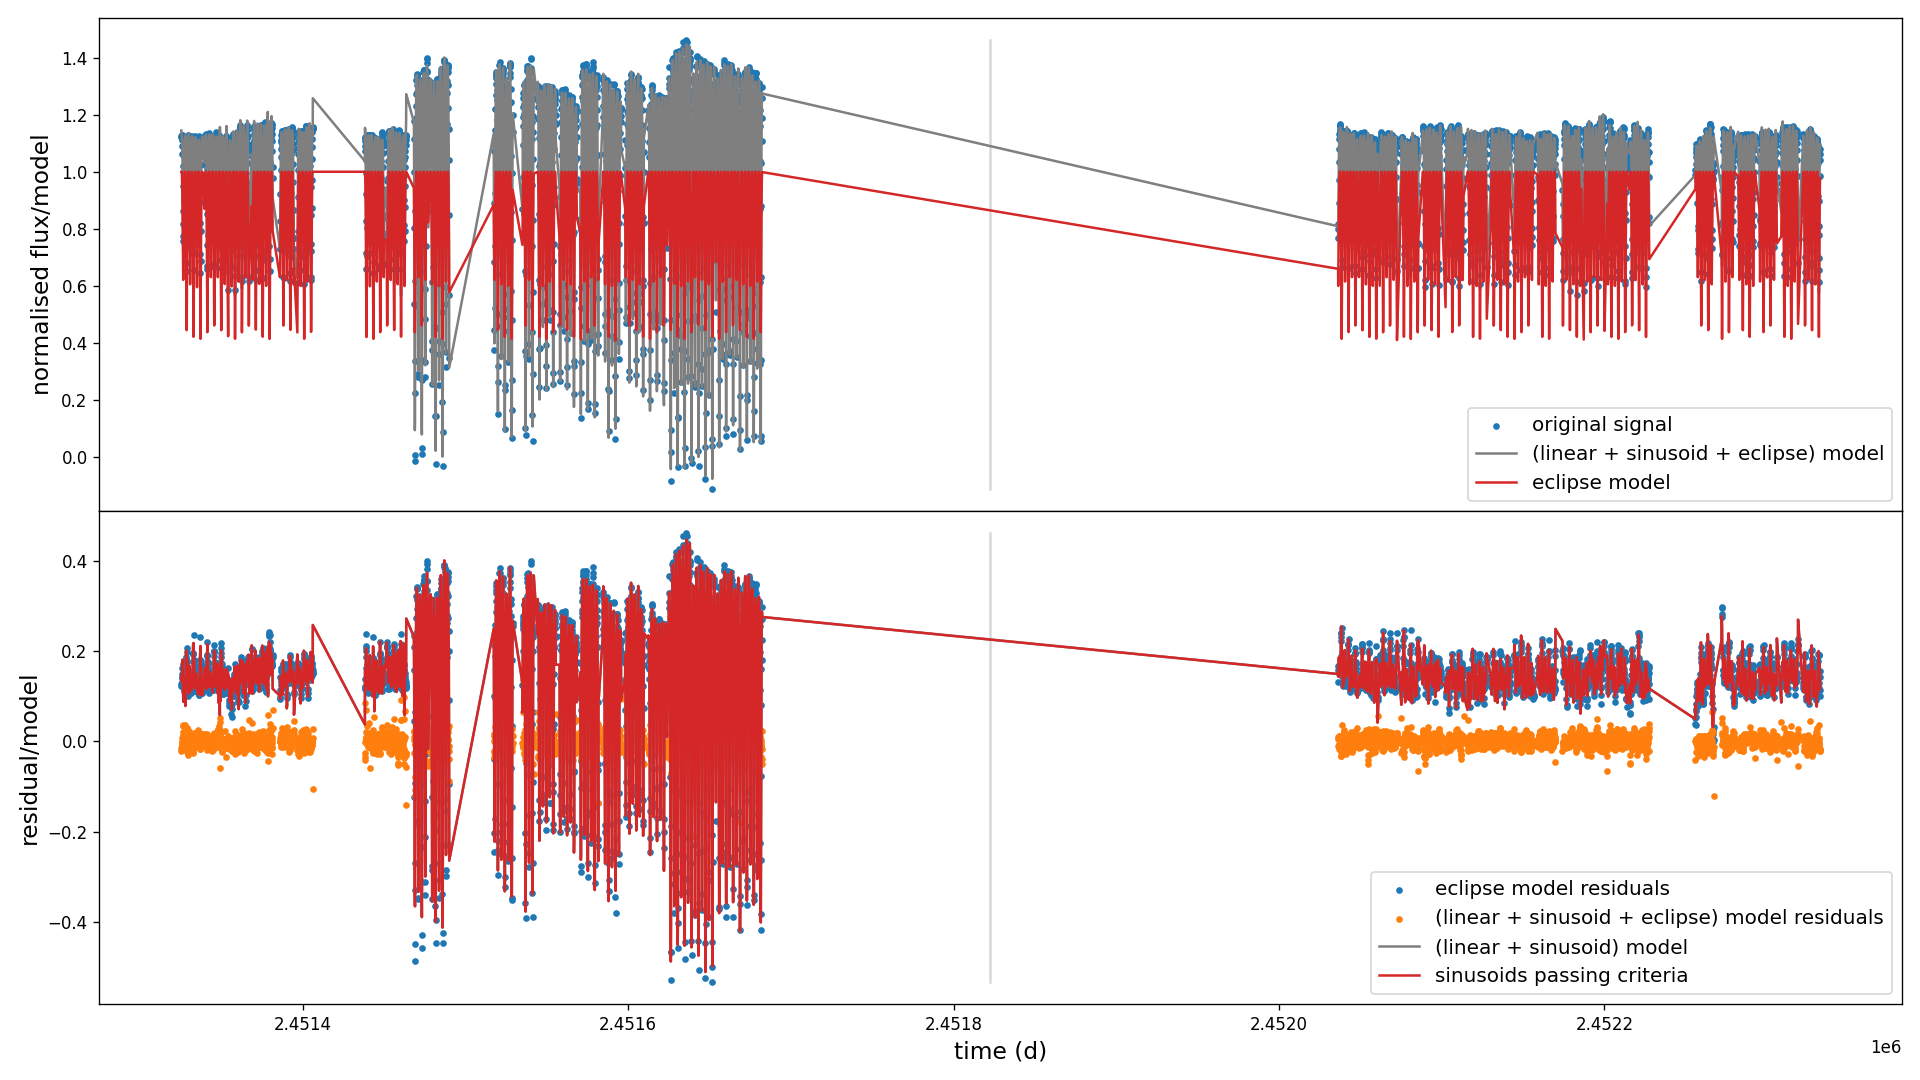 normalised flux/model
1.4
1.2
1.0
0.8
0.6
0.4
0.2
0.0
original signal
(linear + sinusoid + eclipse) model
eclipse model
residual/model
0.4
0.2
0.0
−0.2
−0.4
eclipse model residuals
(linear + sinusoid + eclipse) model residuals
(linear + sinusoid) model
sinusoids passing criteria
2.4514 2.4516 2.4518 2.4520 2.4522
1e6
time (d)